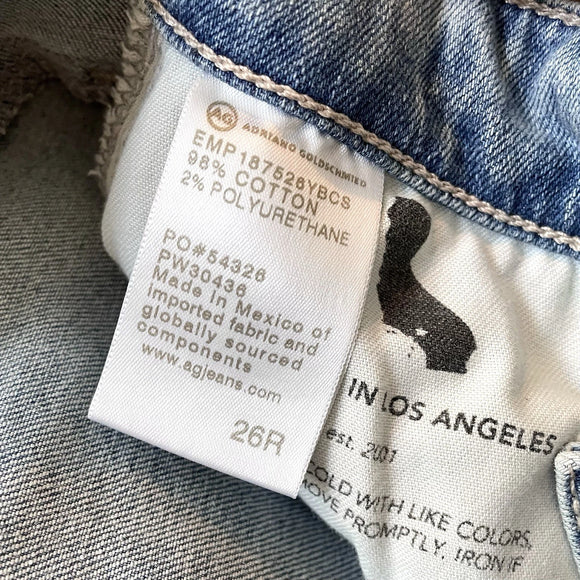 AG
ADRIANO GOLDSCHMIED
EMP187526YBCS
98% COTTON
2% POLYURETHANE
PO#54326
PW30436
Made in Mexico of
imported fabric and
globally sourced
components
www.agjeans.com
26R
IN LOS ANGELES
est. 2001
COLD WITH LIKE COLORS,
PROMPTLY. IRON IF